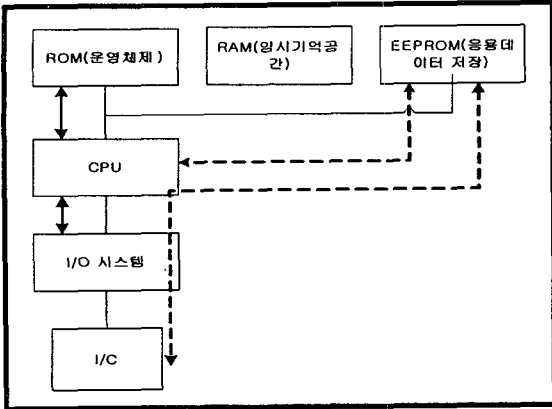 ROM(운영체제)
RAM(임시기억공
간)
EEPROM(응용데
이터 저장)
CPU
I/O 시스템
I/C